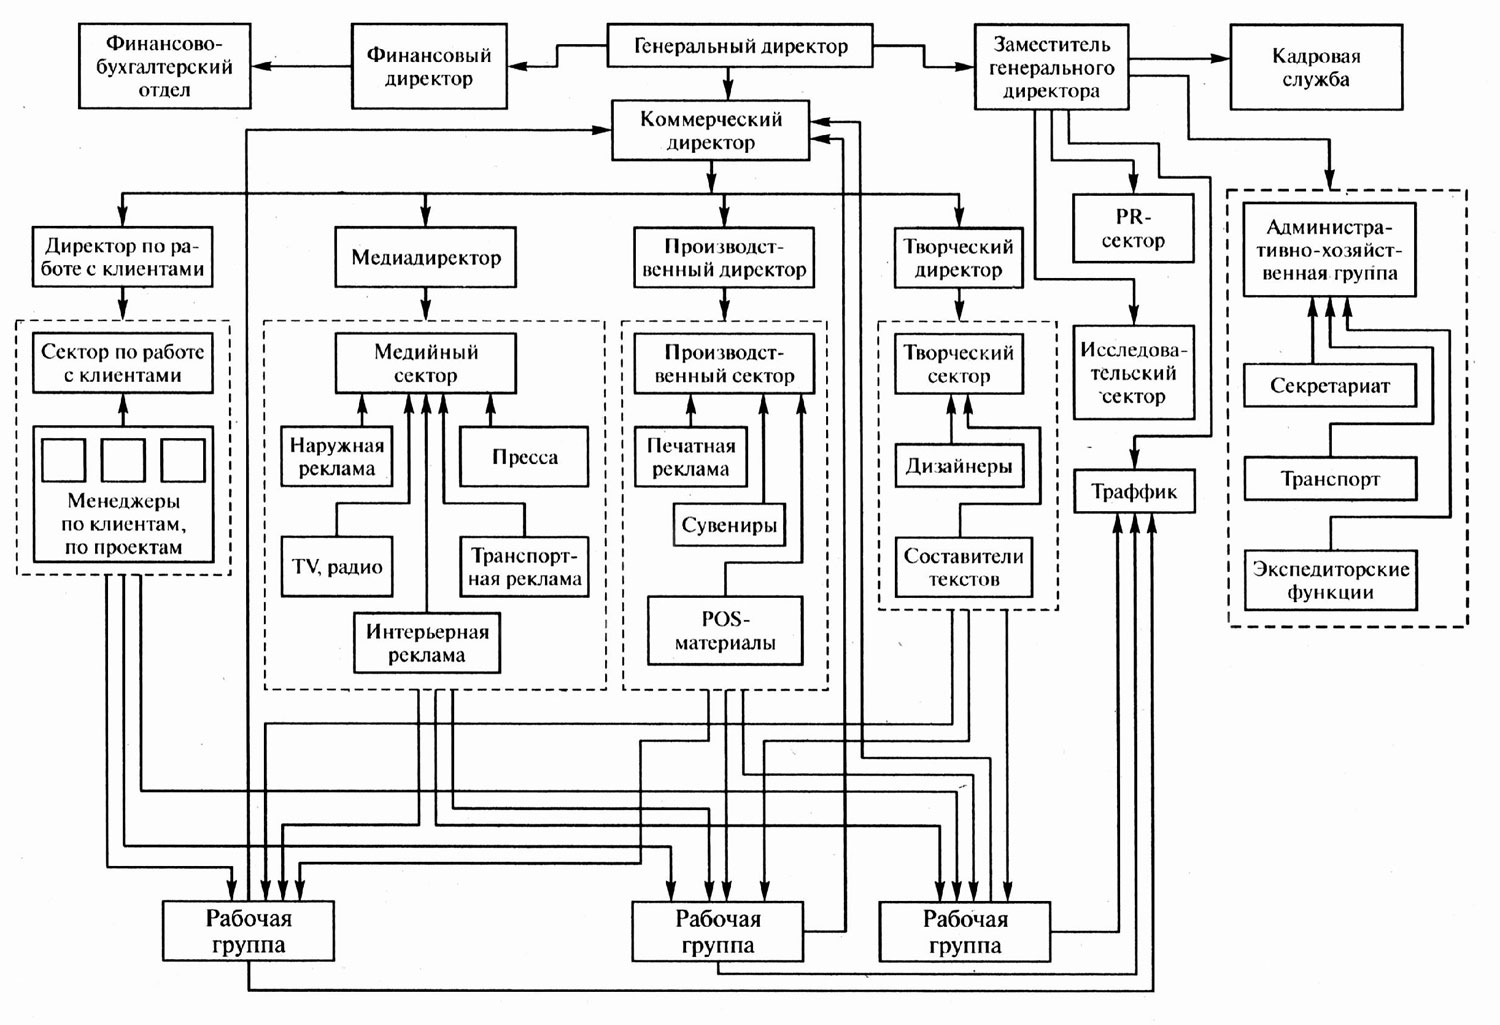 Финансово-
бухгалтерский
отдел
Финансовый
директор
Генеральный директор
Заместитель
генерального
директора
Кадровая
служба
Коммерческий
директор
PR-
сектор
Администра-
тивно-хозяйст-
венная группа
Директор по ра-
боте с клиентами
Медиадиректор
Производст-
венный директор
Творческий
директор
Сектор по работе
с клиентами
Медийный
сектор
Производст-
венный сектор
Творческий
сектор
Исследова-
тельский
сектор
Секретариат
Наружная
реклама
Пресса
Печатная
реклама
Дизайнеры
Траффик
Транспорт
Менеджеры
по клиентам,
по проектам
TV, радио
Транспорт-
ная реклама
Сувениры
Составители
текстов
Экспедиторские
функции
Интерьерная
реклама
POS-
материалы
Рабочая
группа
Рабочая
группа
Рабочая
группа